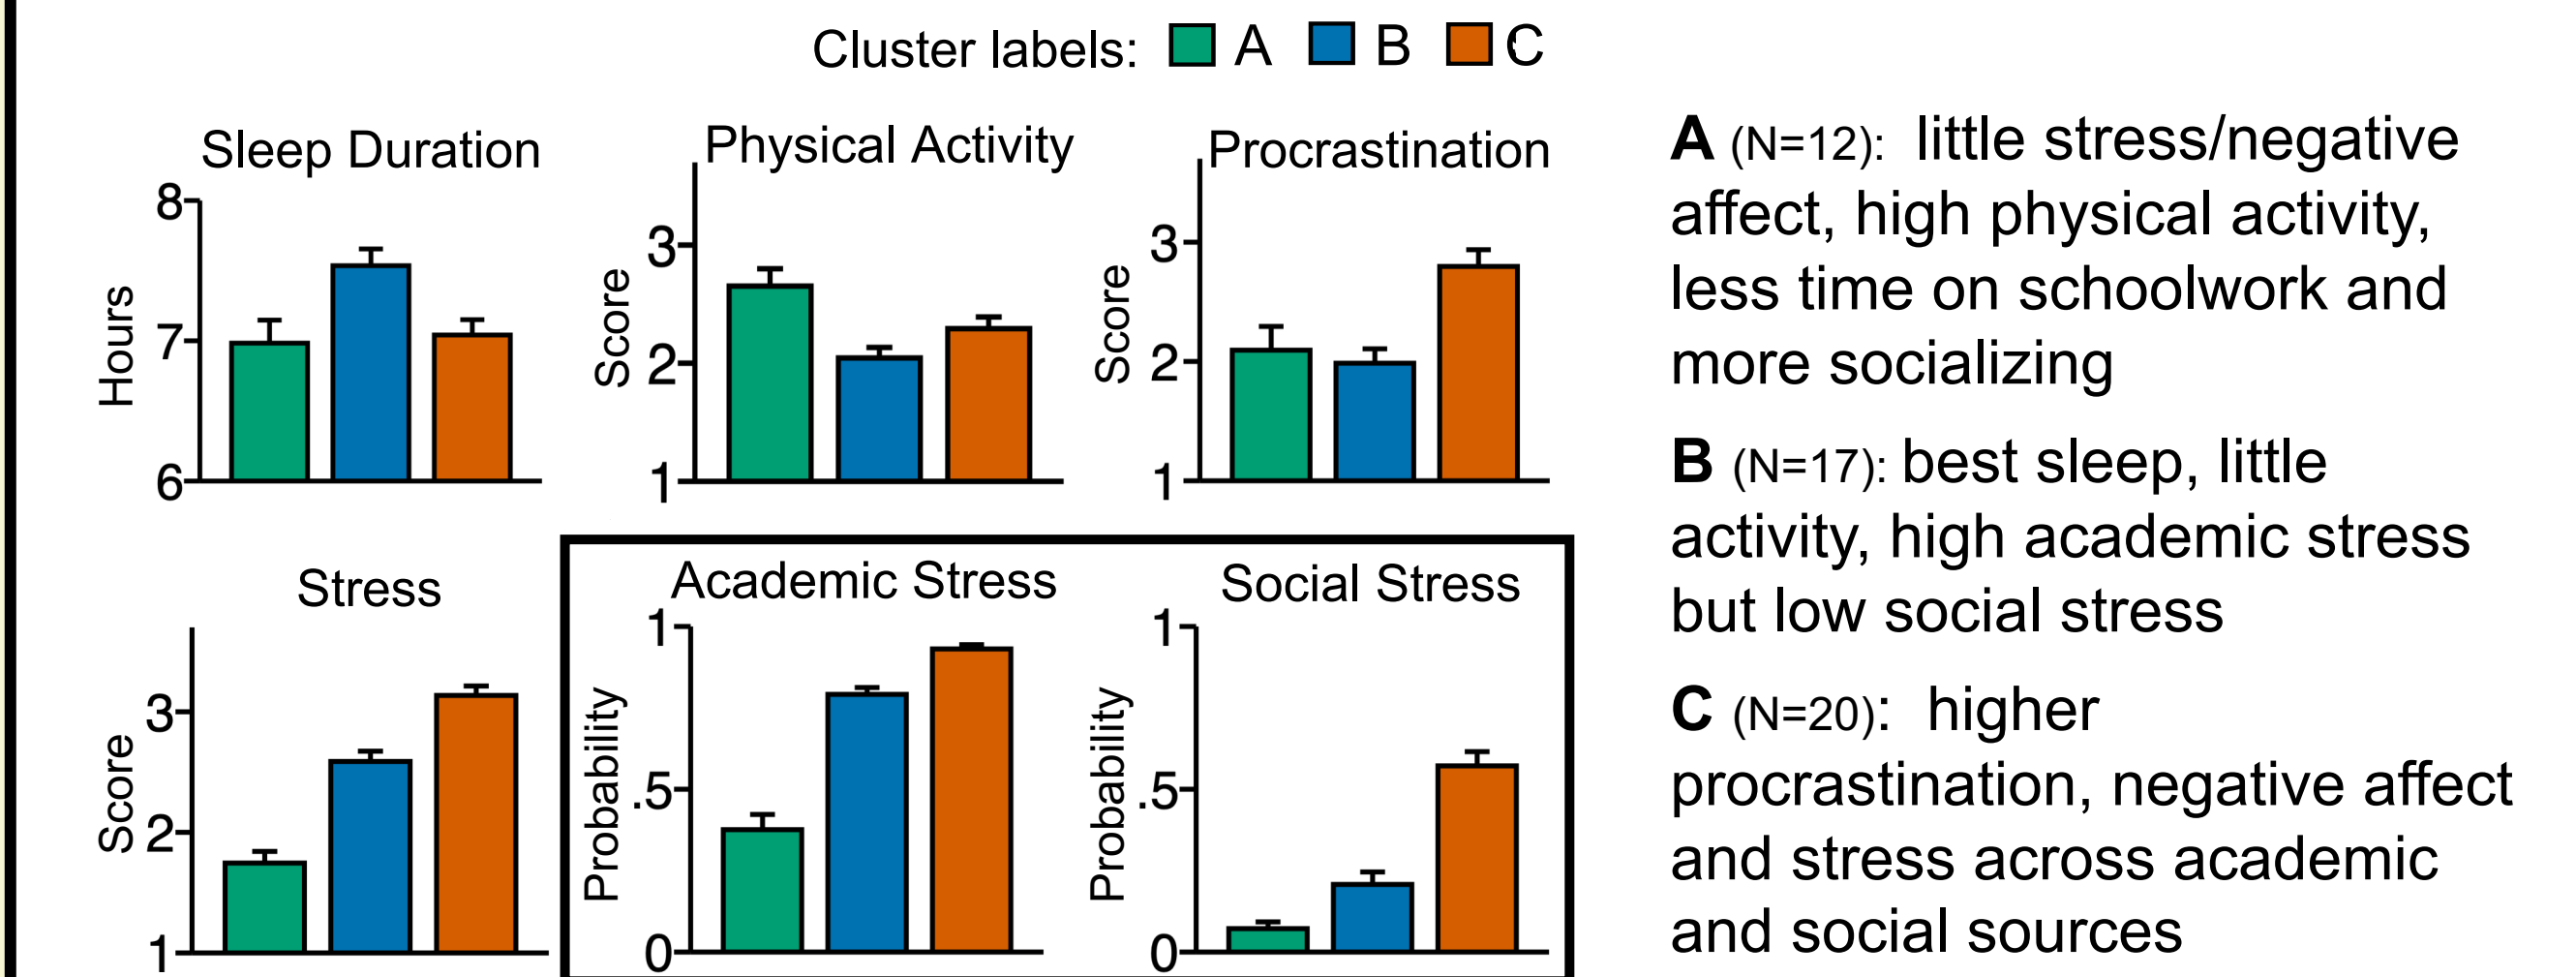 Cluster labels: A B C
Sleep Duration
Hours
8
7
6
Physical Activity
Score
3
2
1
Procrastination
Score
3
2
1
Stress
Score
3
2
1
Academic Stress
Probability
1
.5
0
Social Stress
Probability
1
.5
0
A (N=12): little stress/negative
affect, high physical activity,
less time on schoolwork and
more socializing
B (N=17): best sleep, little
activity, high academic stress
but low social stress
C (N=20): higher
procrastination, negative affect
and stress across academic
and social sources